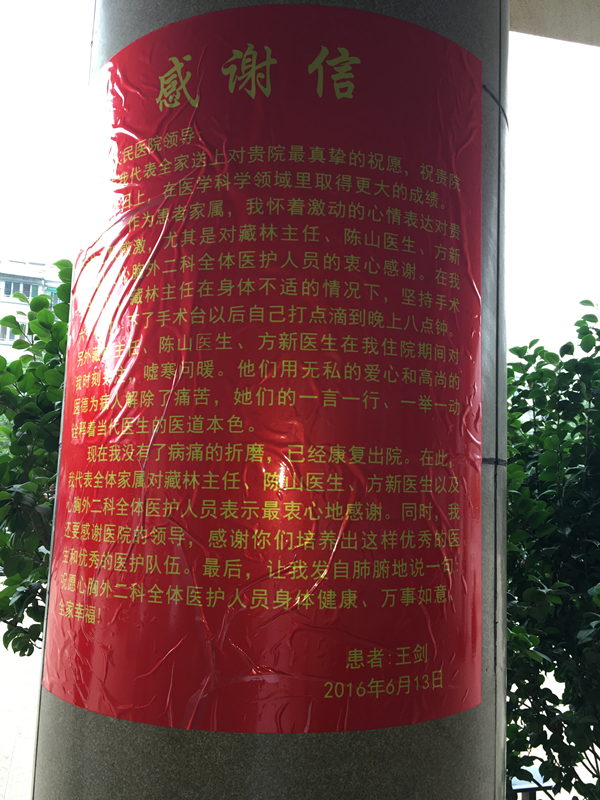 感谢信
民医院领导:
我代表全家送上对贵院最真挚的祝愿，祝贵院
日上，在医学科学领域里取得更大的成绩。
作为患者家属，我怀着激动的心情表达对贵
感激，尤其是对藏林主任、陈山医生、方新
心胸外二科全体医护人员的衷心感谢。在我
藏林主任在身体不适的情况下，坚持手术
了手术台以后自己打点滴到晚上八点钟。
另外 主任、陈山医生、方新医生在我住院期间对
我时刻 ，嘘寒问暖。他们用无私的爱心和高尚的
医德为病人解除了痛苦，她们的一言一行、一举一动
诠释着当代医生的医道本色。
现在我没有了病痛的折磨，已经康复出院。在此，
我代表全体家属对藏林主任、陈山医生、方新医生以及
心胸外二科全体医护人员表示最衷心地感谢。同时，我
还要感谢医院的领导，感谢你们培养出这样优秀的医
生和优秀的医护队伍。最后，让我发自肺腑地说一句：
祝愿心胸外二科全体医护人员身体健康、万事如意，
全家幸福！
患者：王剑
2016年6月13日